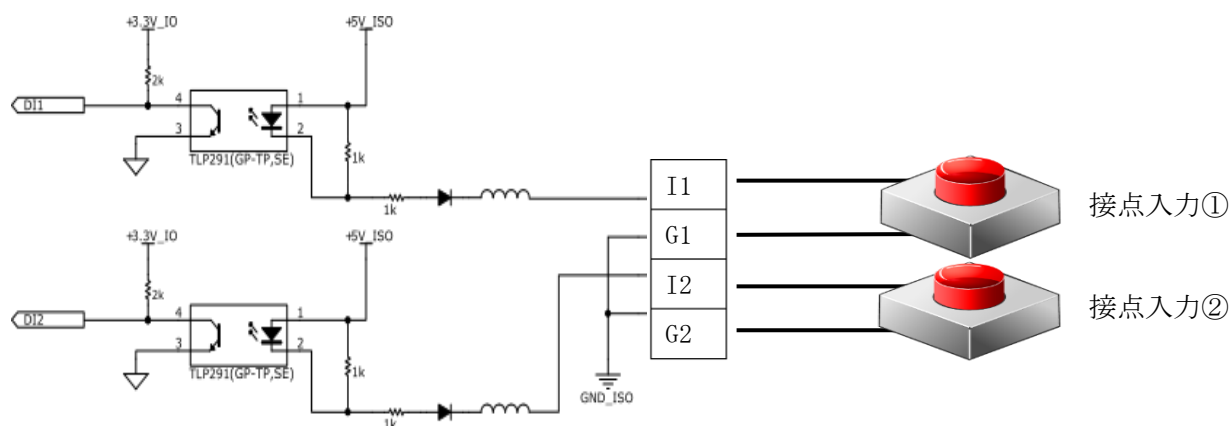 +3.3V_IO
+5V_ISO
2k
DI1
4
1
3
2
TLP291(GP-TP,SE)
1k
1k
I1
G1
I2
G2
接点入力①
接点入力②
+3.3V_IO
+5V_ISO
2k
DI2
4
1
3
2
TLP291(GP-TP,SE)
1k
1k
GND_ISO